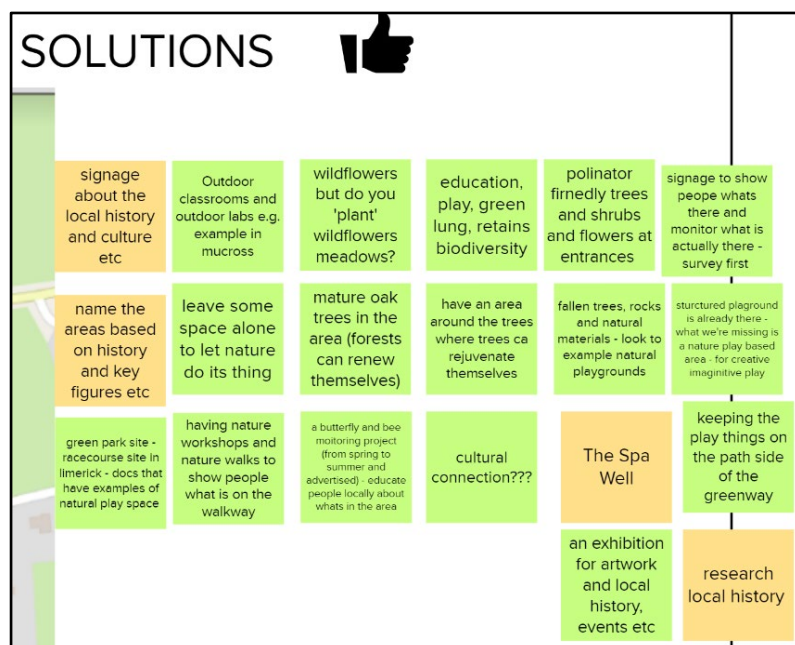 SOLUTIONS
signage
about the
local history
and culture
etc
Outdoor
classrooms and
outdoor labs e.g.
example in
mucross
wildflowers
but do you
'plant'
wildflowers
meadows?
education,
play, green
lung, retains
biodiversity
polinator
firnedly trees
and shrubs
and flowers at
entrances
signage to show
peope whats
there and
monitor what is
actually there -
survey first
name the
areas based
on history
and key
figures etc
leave some
space alone
to let nature
do its thing
mature oak
trees in the
area (forests
can renew
themselves)
have an area
around the trees
where trees ca
rejuvenate
themselves
fallen trees, rocks
and natural
materials - look to
example natural
playgrounds
sturctured plaground
is already there -
what we're missing is
a nature play based
area - for creative
imaginitive play
green park site -
racecourse site in
limerick - docs that
have examples of
natural play space
having nature
workshops and
nature walks to
show people
what is on the
walkway
a butterfly and bee
moitoring project
(from spring to
summer and
advertised) - educate
people locally about
whats in the area
cultural
connection???
The Spa
Well
keeping the
play things on
the path side
of the
greenway
an exhibition
for artwork
and local
history,
events etc
research
local history